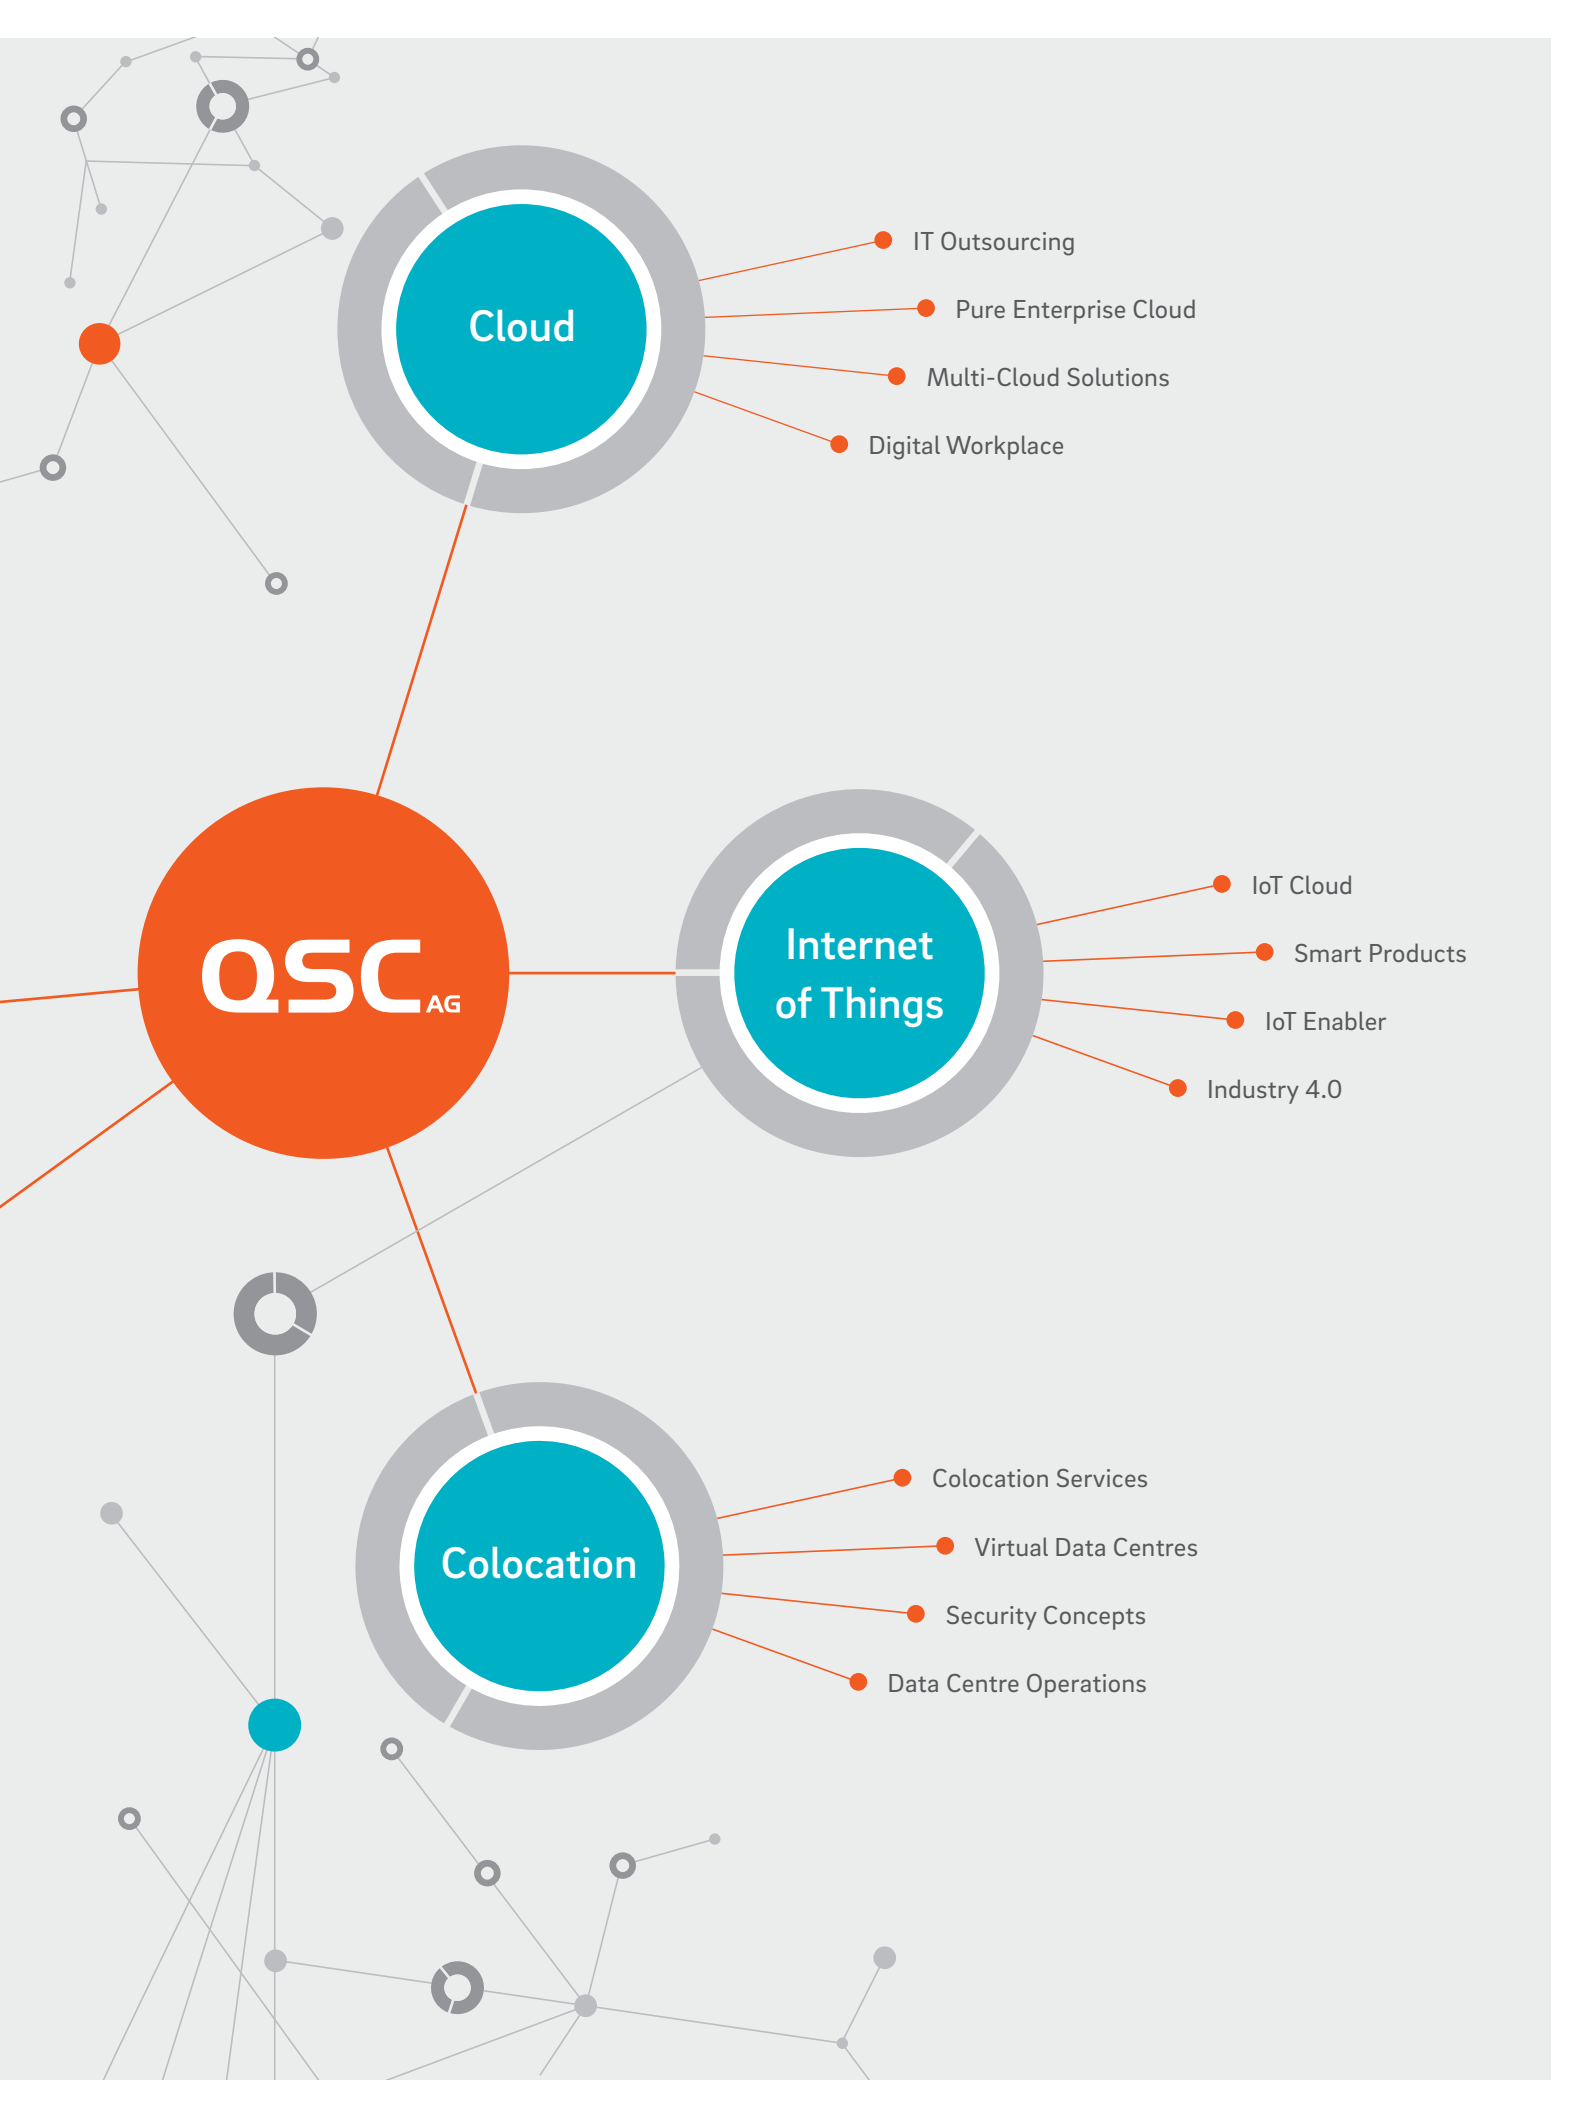 Cloud
IT Outsourcing
Pure Enterprise Cloud
Multi-Cloud Solutions
Digital Workplace
QSC AG
Internet
of Things
IoT Cloud
Smart Products
IoT Enabler
Industry 4.0
Colocation
Colocation Services
Virtual Data Centres
Security Concepts
Data Centre Operations